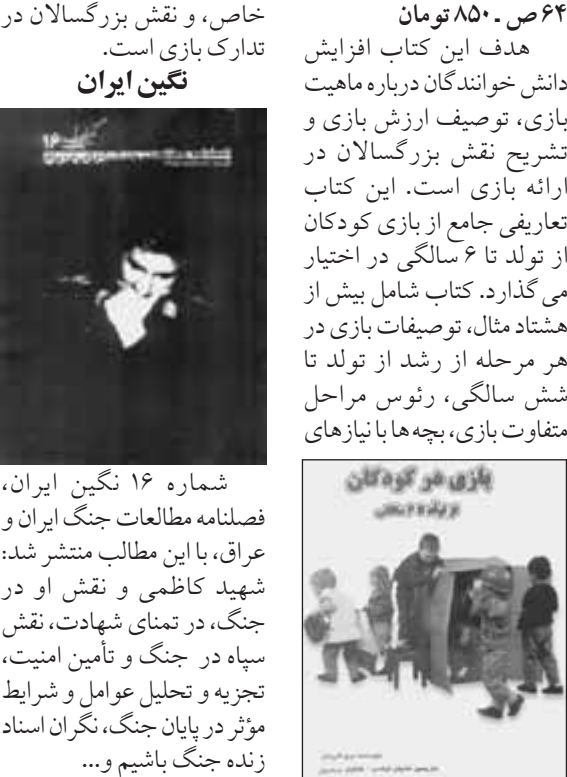 ۶۴ ص ـ ۸۵۰ تومان
هدف این کتاب افزایش
دانش خوانندگان درباره ماهیت
بازی، توصیف ارزش بازی و
تشریح نقش بزرگسالان در
ارائه بازی است. این کتاب
تعاریفی جامع از بازی کودکان
از تولد تا ۶ سالگی در اختیار
می‌گذارد. کتاب شامل بیش از
هشتاد مثال، توصیفات بازی در
هر مرحله از رشد از تولد تا
شش سالگی، رئوس مراحل
متفاوت بازی، بچه‌ها با نیازهای
بازی در کودکان
خاص، و نقش بزرگسالان در
تدارک بازی است.
نگین ایران
۱۶
شماره ۱۶ نگین ایران،
فصلنامه مطالعات جنگ ایران و
عراق، با این مطالب منتشر شد:
شهید کاظمی و نقش او در
جنگ، در تمنای شهادت، نقش
سپاه در جنگ و تأمین امنیت،
تجزیه و تحلیل عوامل و شرایط
مؤثر در پایان جنگ، نگران اسناد
زنده جنگ باشیم و...